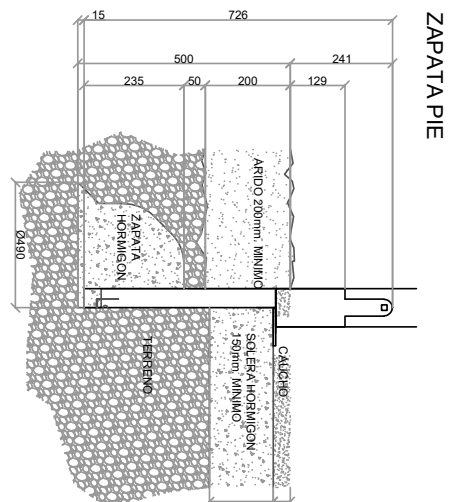 ZAPATA PIE
15
726
500
241
235
50
200
129
ARIDO 200mm. MINIMO
ZAPATA
HORMIGON
Ø490
TERRENO
SOLERA HORMIGON
150mm. MINIMO
CAUCHO